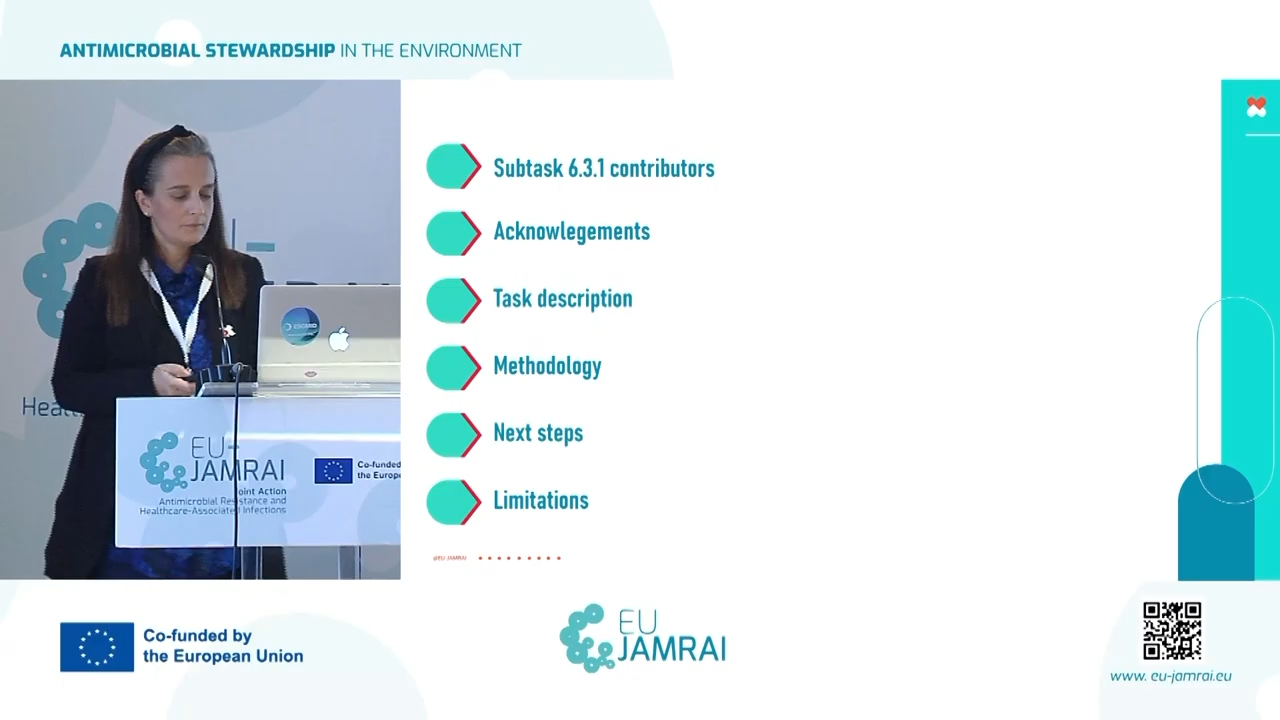 ANTIMICROBIAL STEWARDSHIP IN THE ENVIRONMENT
Subtask 6.3.1 contributors
Acknowlegements
Task description
Methodology
Next steps
Limitations
@EU JAMRAI
EU-
JAMRAI
Joint Action
Antimicrobial Resistance and
Healthcare-Associated Infections
Co-funded
the Europe
Co-funded by
the European Union
EU
JAMRAI
www. eu-jamrai.eu